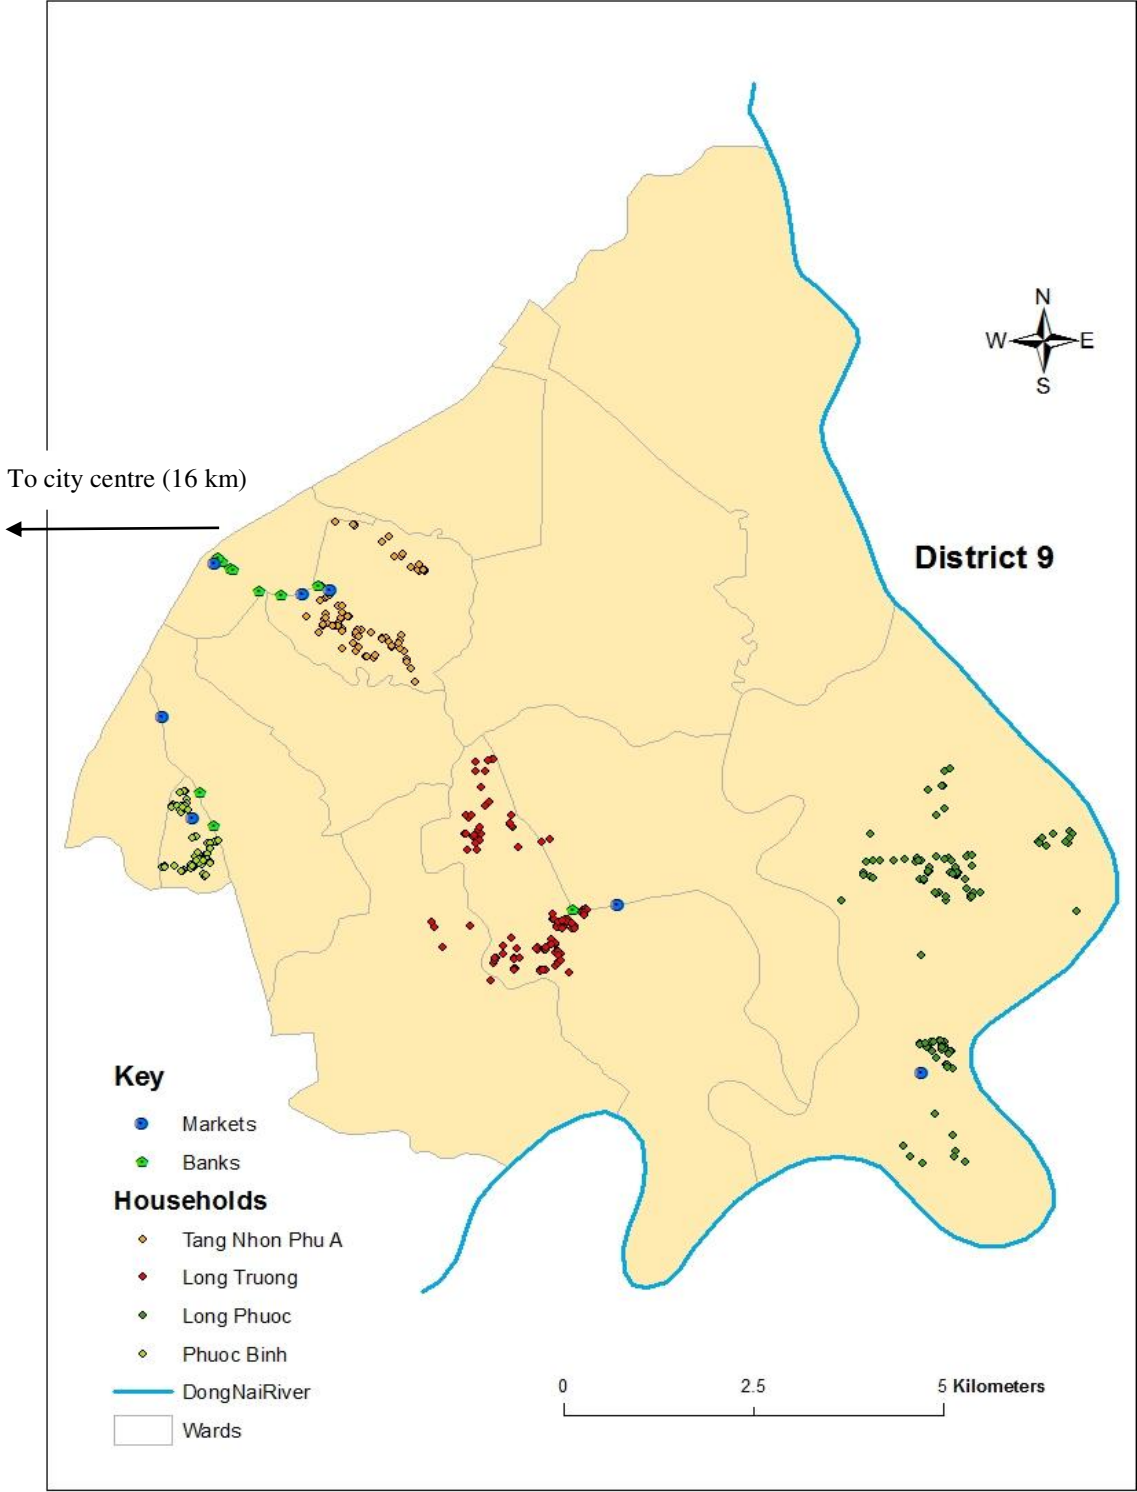 N
W E
S
To city centre (16 km)
District 9
Key
Markets
Banks
Households
Tang Nhon Phu A
Long Truong
Long Phuoc
Phuoc Binh
DongNaiRiver
Wards
0 2.5 5 Kilometers